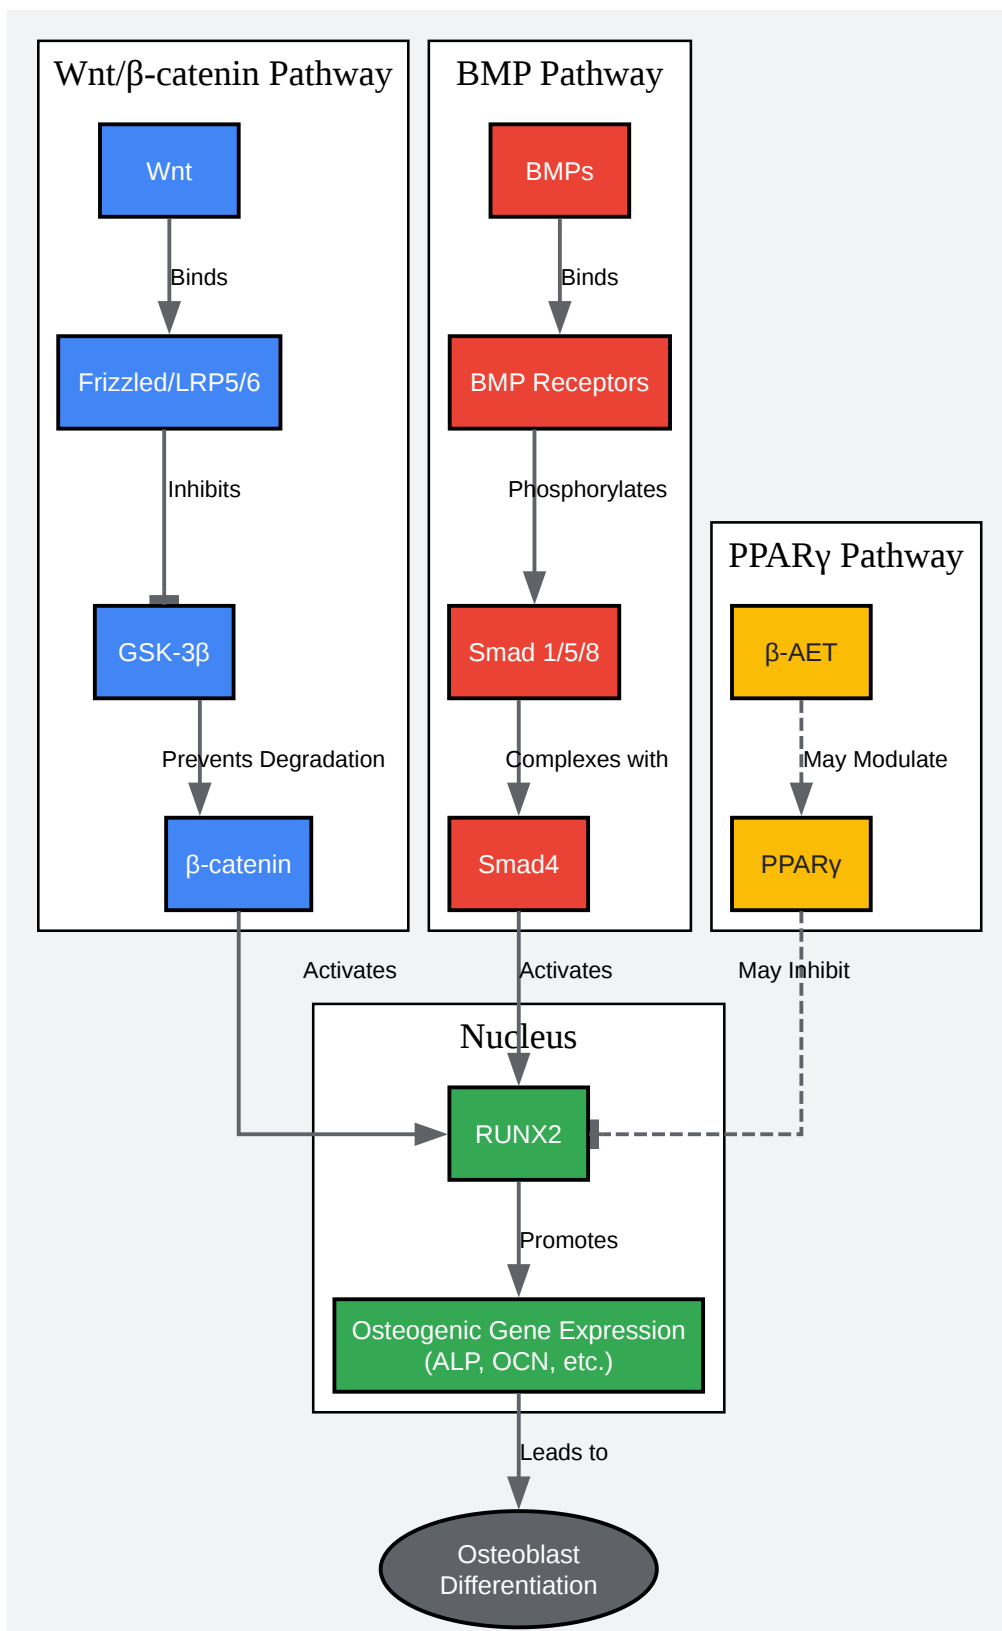 Wnt/β-catenin Pathway
Wnt
Binds
Frizzled/LRP5/6
Inhibits
GSK-3β
Prevents Degradation
β-catenin
Activates
BMP Pathway
BMPs
Binds
BMP Receptors
Phosphorylates
Smad 1/5/8
Complexes with
Smad4
Activates
PPARγ Pathway
β-AET
May Modulate
PPARγ
May Inhibit
Nucleus
RUNX2
Promotes
Osteogenic Gene Expression
(ALP, OCN, etc.)
Leads to
Osteoblast
Differentiation